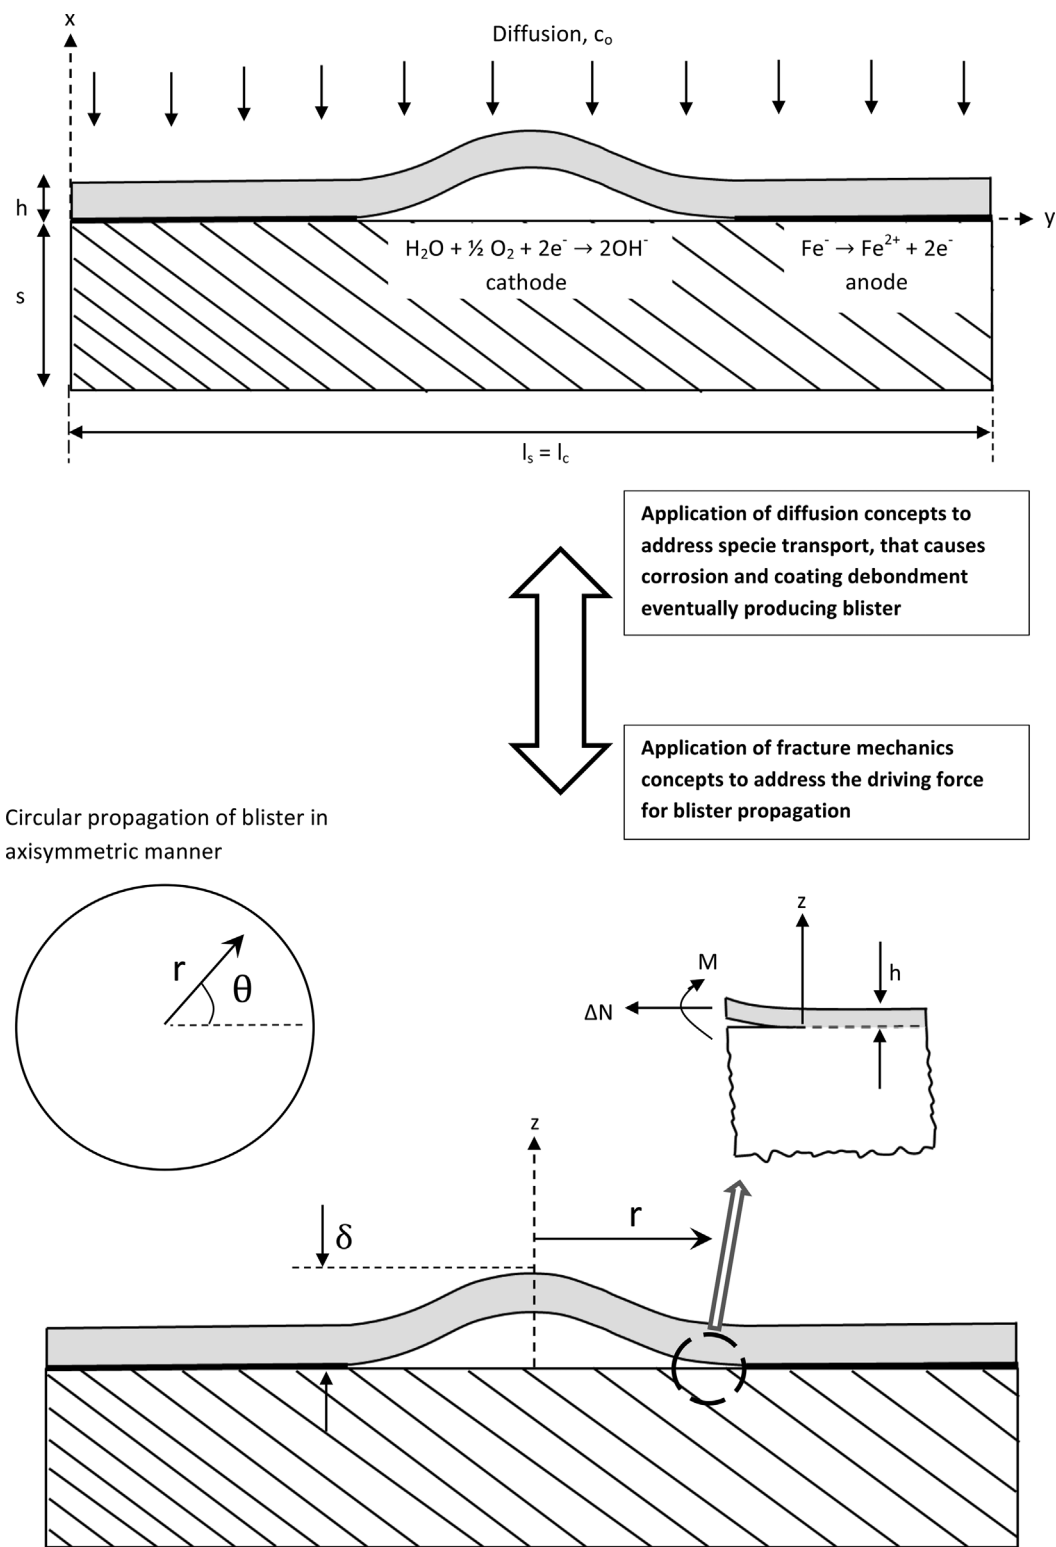 x
Diffusion, cₒ
h
y
H₂O + ½ O₂ + 2e⁻ → 2OH⁻
cathode
Fe⁻ → Fe²⁺ + 2e⁻
anode
s
lₛ = l꜀
Application of diffusion concepts to
address specie transport, that causes
corrosion and coating debondment
eventually producing blister
Application of fracture mechanics
concepts to address the driving force
for blister propagation
Circular propagation of blister in
axisymmetric manner
r
θ
z
M
h
ΔN
z
r
δ